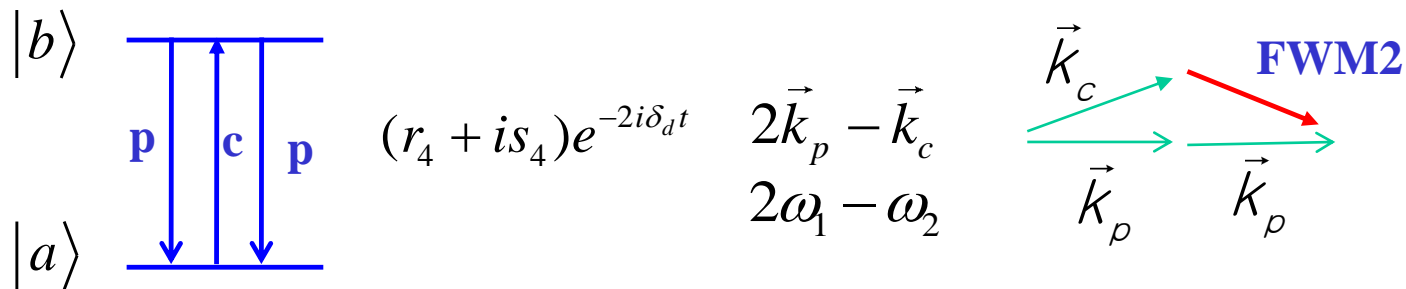 |b⟩
p c p
|a⟩
(r₄ + is₄)e^{−2iδ_d t}
2k⃗_p − k⃗_c
2ω₁ − ω₂
k⃗_c
FWM2
k⃗_p k⃗_p